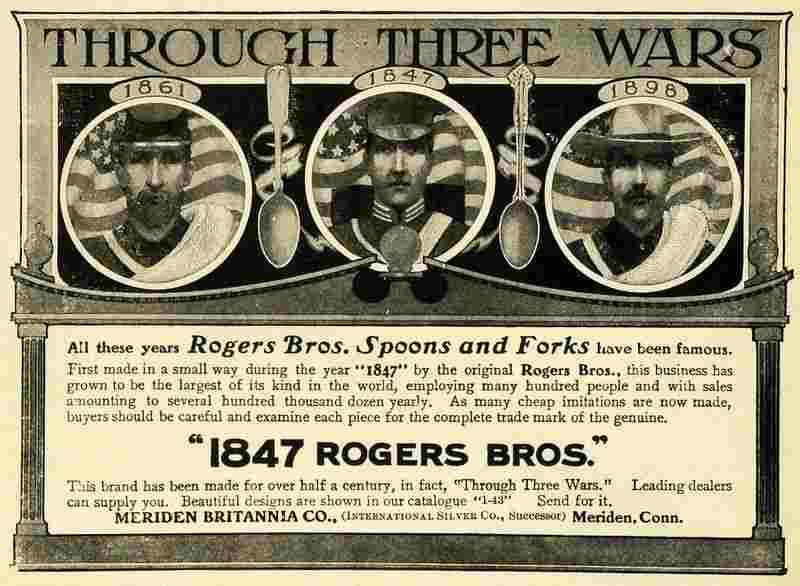 THROUGH THREE WARS
1861
1847
1898
All these years Rogers Bros. Spoons and Forks have been famous.
First made in a small way during the year "1847" by the original Rogers Bros., this business has
grown to be the largest of its kind in the world, employing many hundred people and with sales
amounting to several hundred thousand dozen yearly. As many cheap imitations are now made,
buyers should be careful and examine each piece for the complete trade mark of the genuine.
"1847 ROGERS BROS."
This brand has been made for over half a century, in fact, "Through Three Wars." Leading dealers
can supply you. Beautiful designs are shown in our catalogue "1-43" Send for it.
MERIDEN BRITANNIA CO., (INTERNATIONAL SILVER CO., Successor) Meriden, Conn.